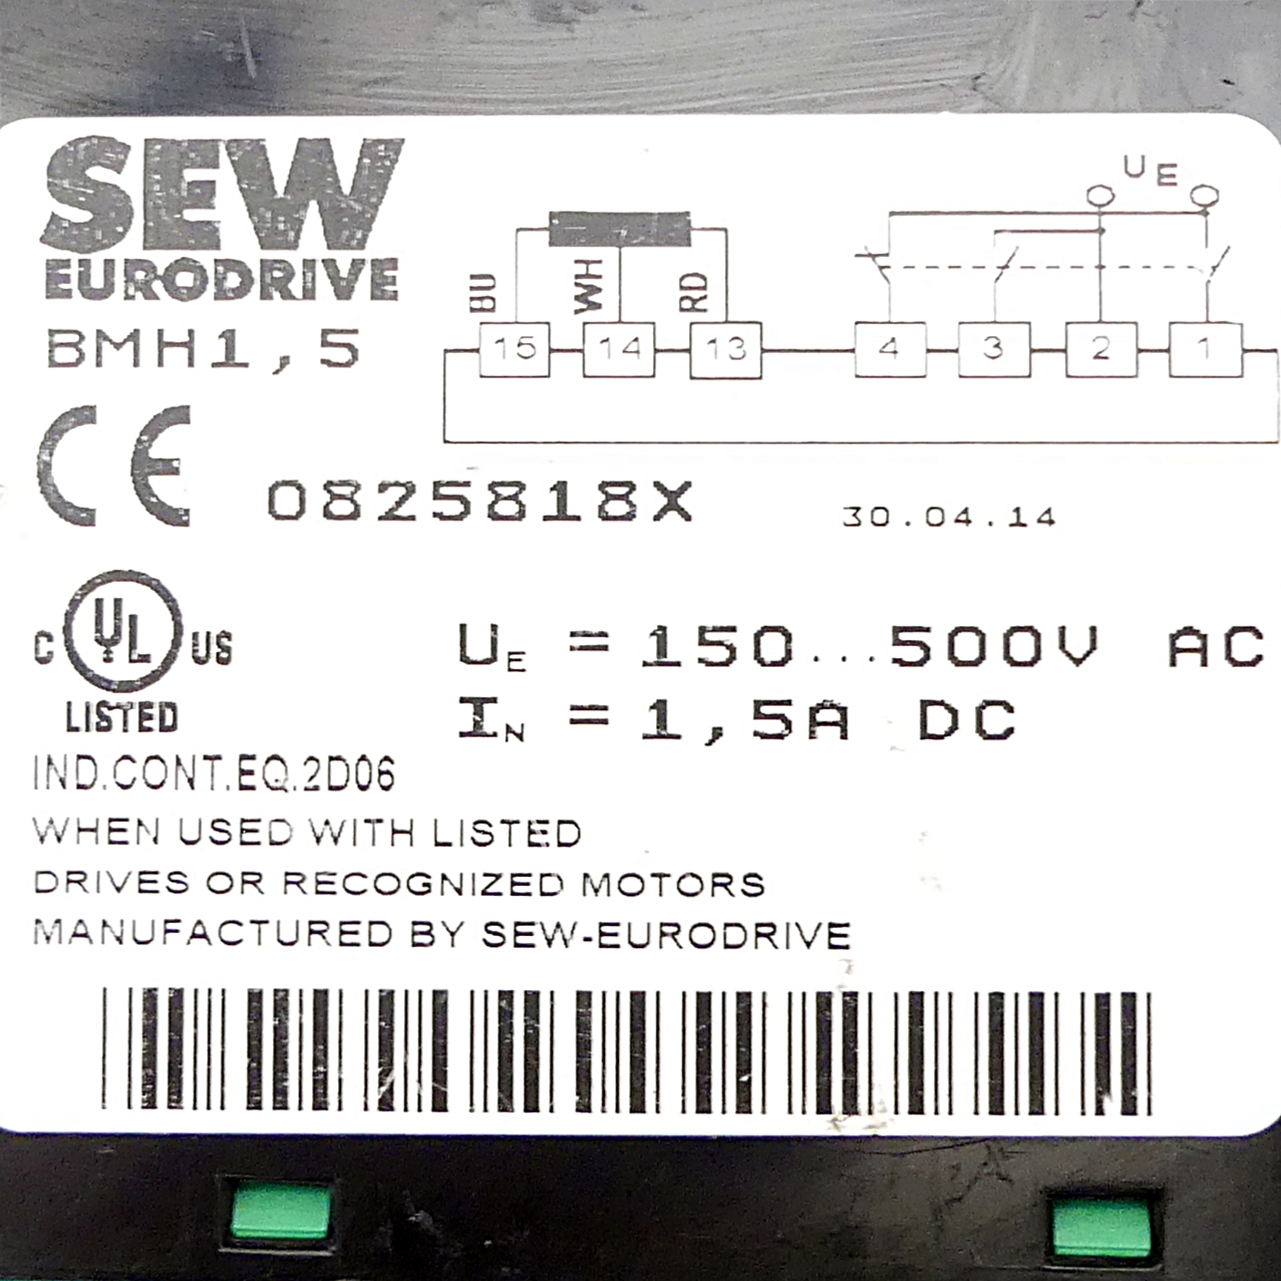 SEW
EURODRIVE
BMH1,5
U E
BU WH RD
15 14 13 4 3 2 1
CE 0825818X 30.04.14
C UL US
LISTED
UE = 150...500V AC
IN = 1,5A DC
IND.CONT.EQ.2D06
WHEN USED WITH LISTED
DRIVES OR RECOGNIZED MOTORS
MANUFACTURED BY SEW-EURODRIVE